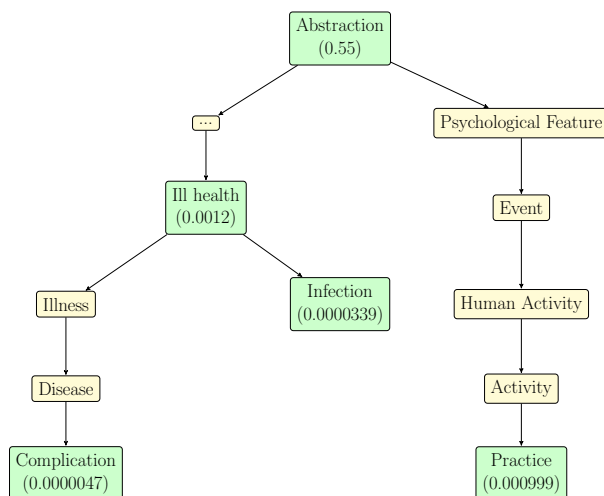 Abstraction
(0.55)
...
Psychological Feature
Ill health
(0.0012)
Event
Illness
Infection
(0.0000339)
Human Activity
Disease
Activity
Complication
(0.0000047)
Practice
(0.000999)